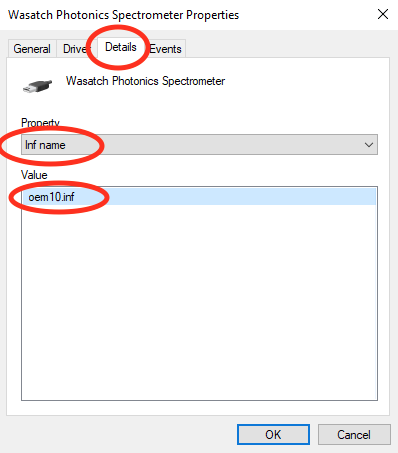 Wasatch Photonics Spectrometer Properties
General Driver Details Events
Wasatch Photonics Spectrometer
Property
Inf name
Value
oem10.inf
OK Cancel